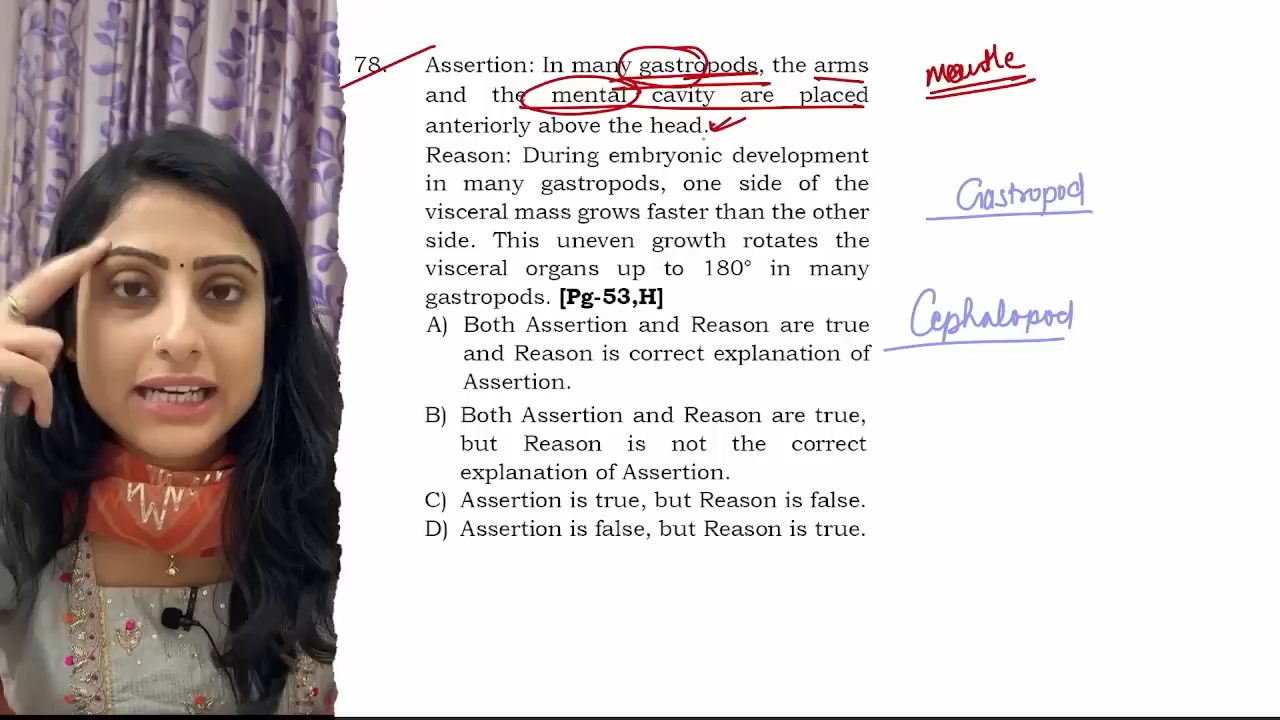 78. Assertion: In many gastropods, the arms
and the mental cavity are placed
anteriorly above the head.
Reason: During embryonic development
in many gastropods, one side of the
visceral mass grows faster than the other
side. This uneven growth rotates the
visceral organs up to 180° in many
gastropods. [Pg-53,H]
A) Both Assertion and Reason are true
and Reason is correct explanation of
Assertion.
B) Both Assertion and Reason are true,
but Reason is not the correct
explanation of Assertion.
C) Assertion is true, but Reason is false.
D) Assertion is false, but Reason is true.
Gastropod
Cephalopod